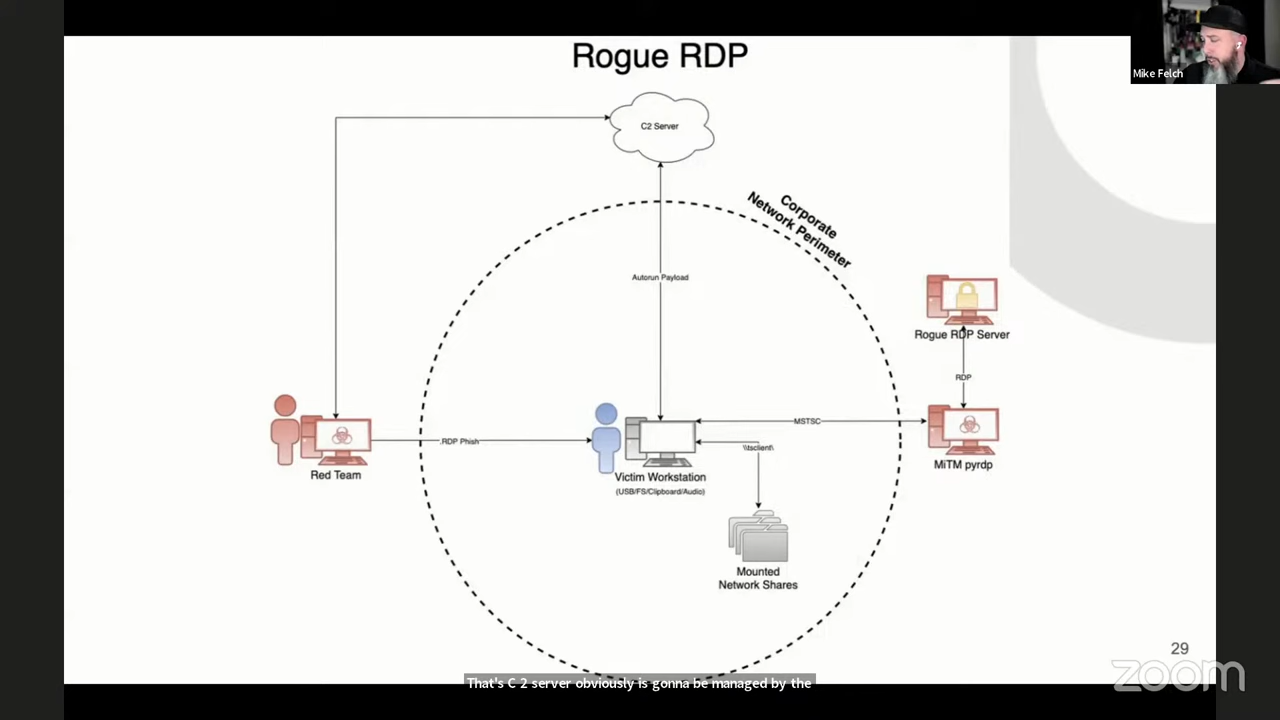 Rogue RDP
Mike Felch
C2 Server
Corporate
Network Perimeter
Autorun Payload
Rogue RDP Server
RDP
.RDP Phish
MSTSC
\\tsclient\
MiTM pyrdp
Red Team
Victim Workstation
(USB/FS/Clipboard/Audio)
Mounted
Network Shares
29
zoom
That's C 2 server obviously is gonna be managed by the